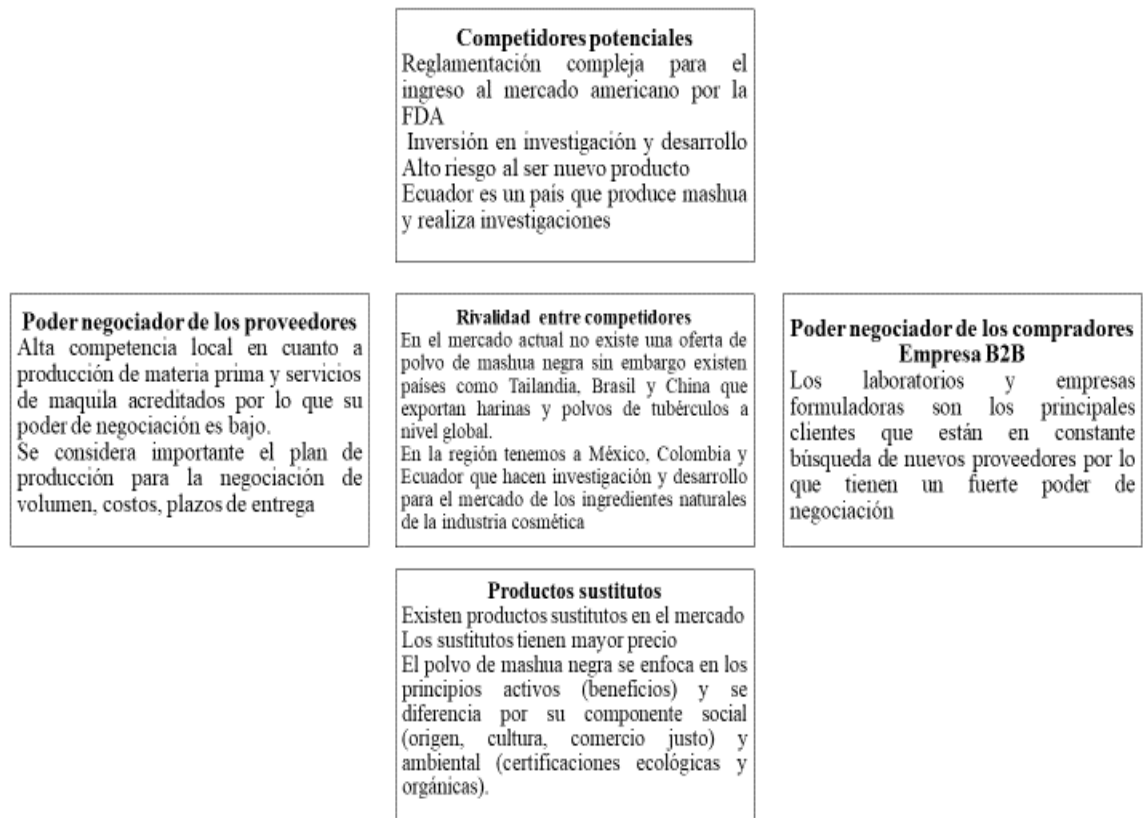 Competidores potenciales
Reglamentación compleja para el
ingreso al mercado americano por la
FDA
Inversión en investigación y desarrollo
Alto riesgo al ser nuevo producto
Ecuador es un país que produce mashua
y realiza investigaciones
Poder negociador de los proveedores
Alta competencia local en cuanto a
producción de materia prima y servicios
de maquila acreditados por lo que su
poder de negociación es bajo.
Se considera importante el plan de
producción para la negociación de
volumen, costos, plazos de entrega
Rivalidad entre competidores
En el mercado actual no existe una oferta de
polvo de mashua negra sin embargo existen
países como Tailandia, Brasil y China que
exportan harinas y polvos de tubérculos a
nivel global.
En la región tenemos a México, Colombia y
Ecuador que hacen investigación y desarrollo
para el mercado de los ingredientes naturales
de la industria cosmética
Poder negociador de los compradores
Empresa B2B
Los laboratorios y empresas
formuladoras son los principales
clientes que están en constante
búsqueda de nuevos proveedores por lo
que tienen un fuerte poder de
negociación
Productos sustitutos
Existen productos sustitutos en el mercado
Los sustitutos tienen mayor precio
El polvo de mashua negra se enfoca en los
principios activos (beneficios) y se
diferencia por su componente social
(origen, cultura, comercio justo) y
ambiental (certificaciones ecológicas y
orgánicas).